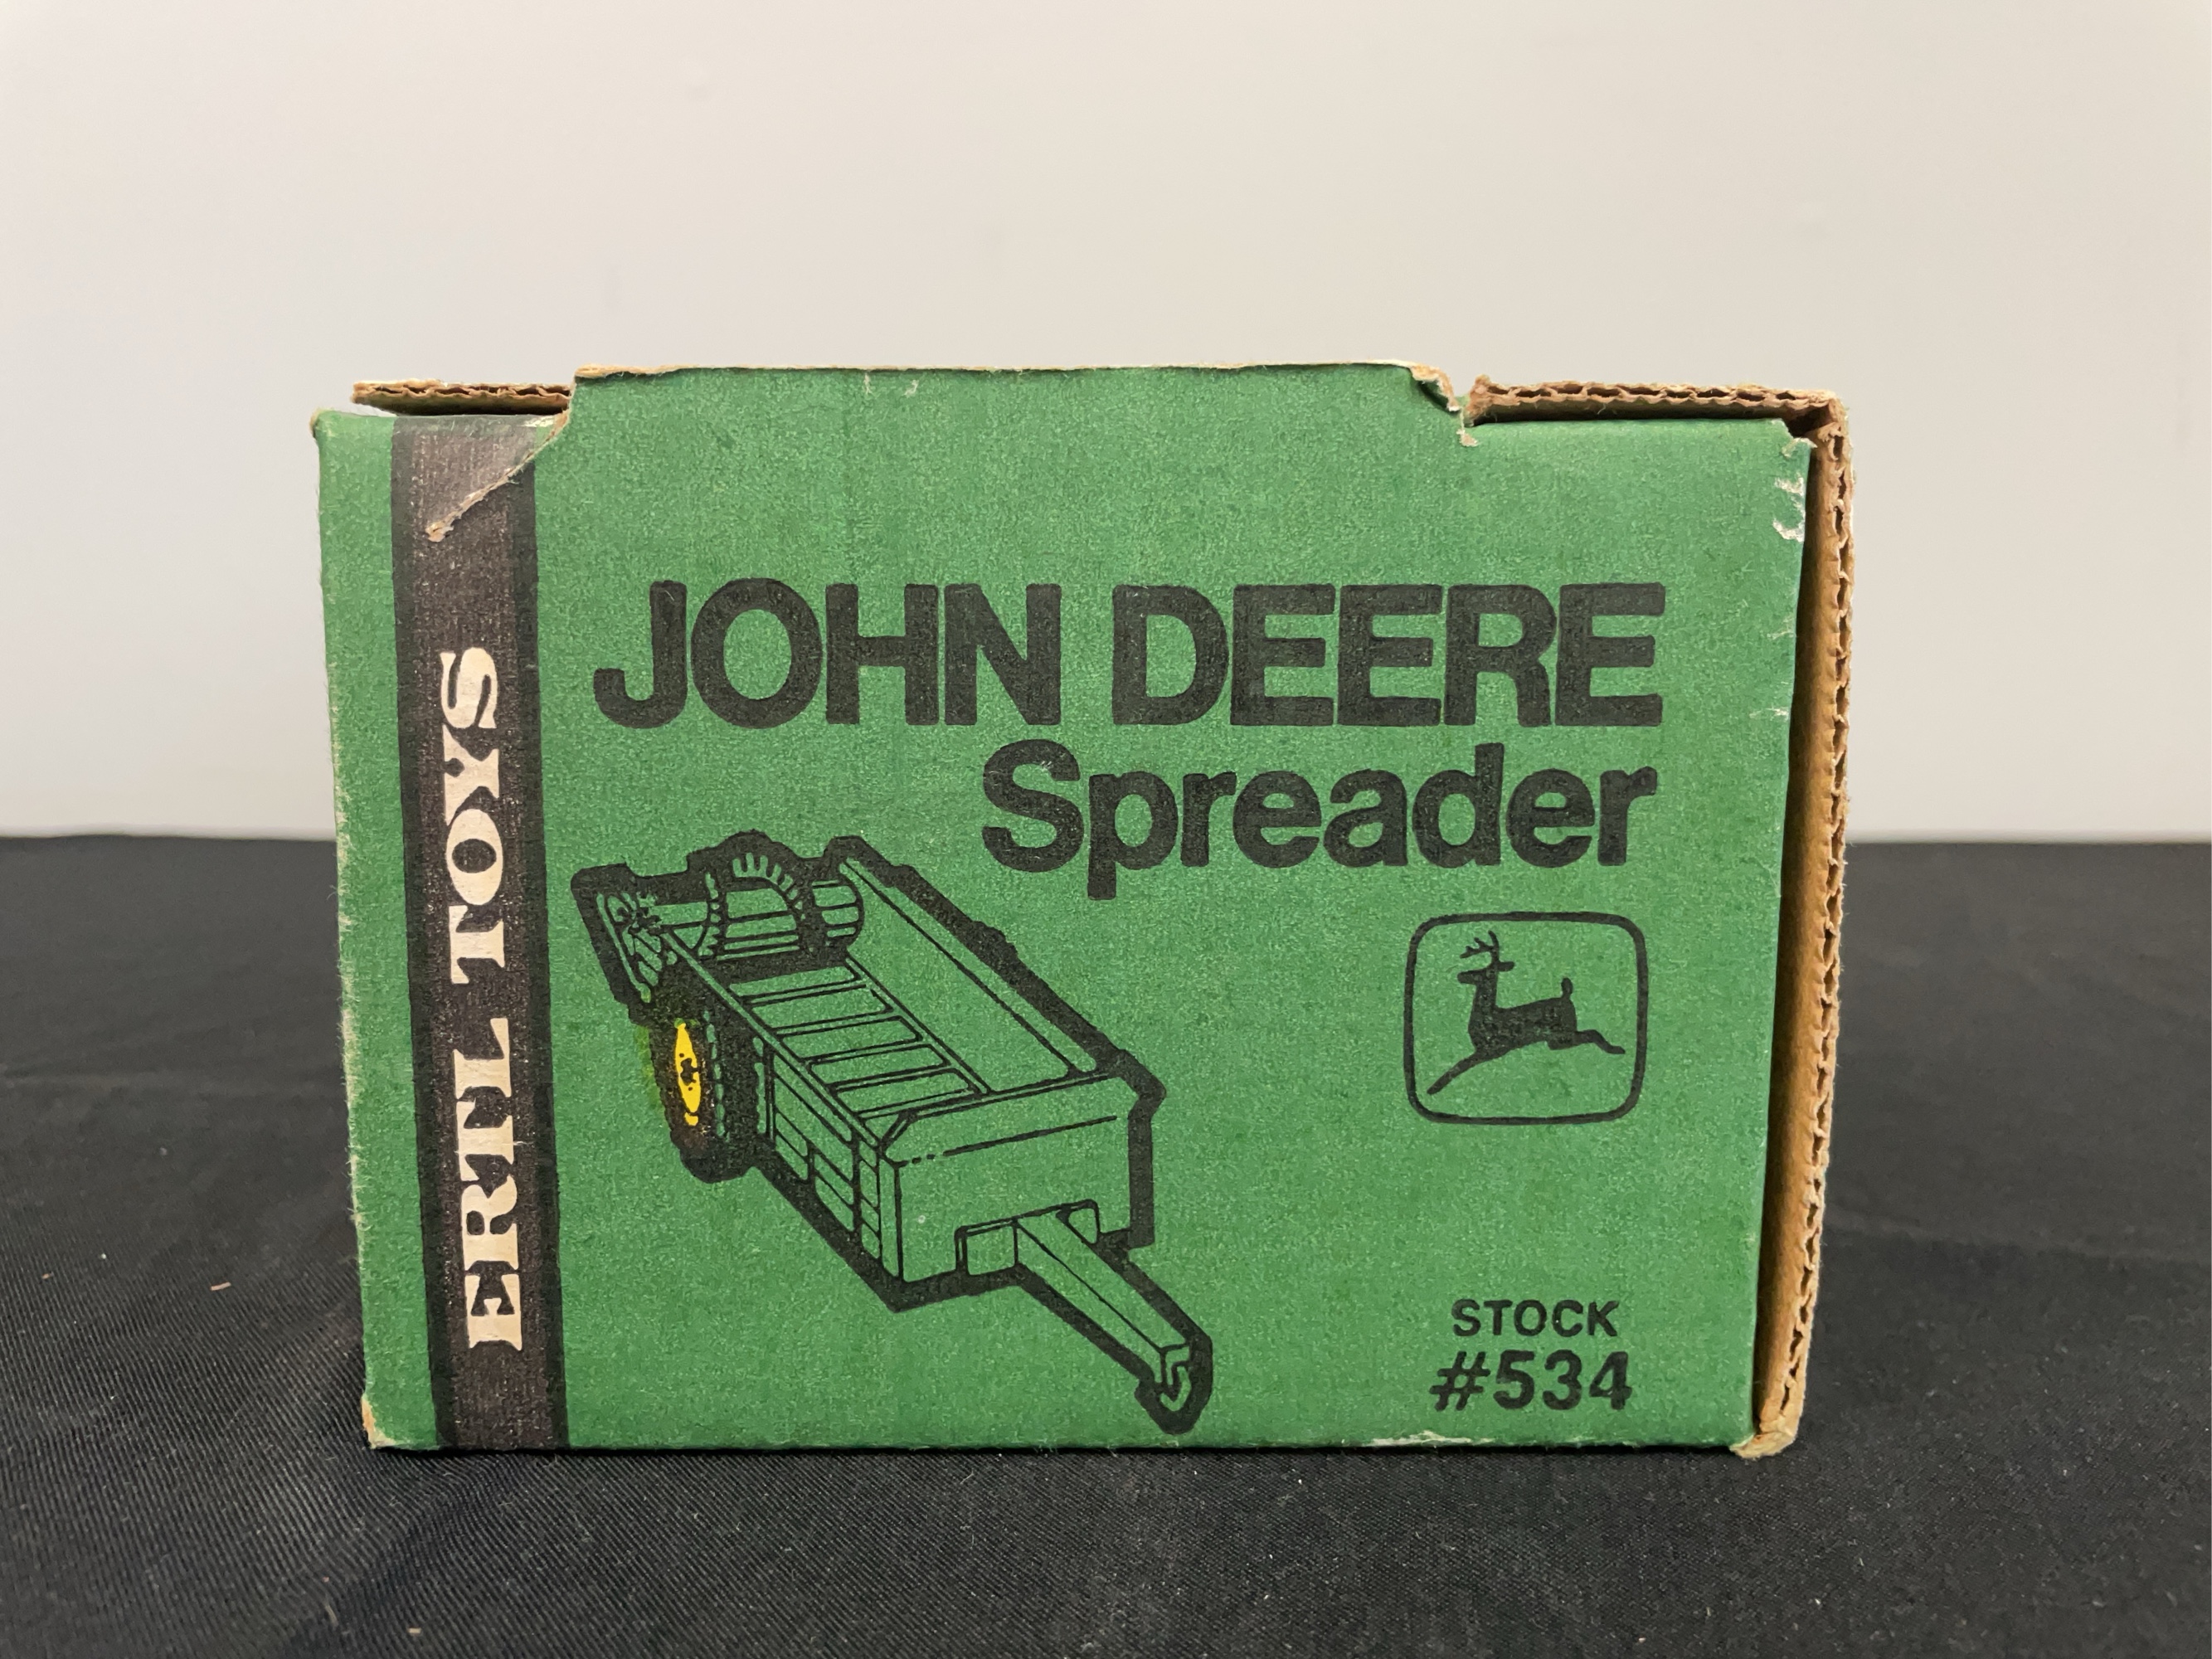 ERTL TOYS
JOHN DEERE
Spreader
STOCK
#534